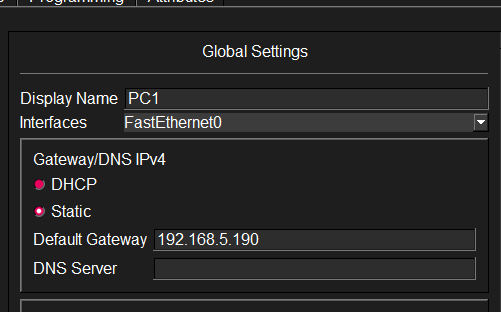 Programming Attributes
Global Settings
Display Name PC1
Interfaces FastEthernet0
Gateway/DNS IPv4
DHCP
Static
Default Gateway 192.168.5.190
DNS Server